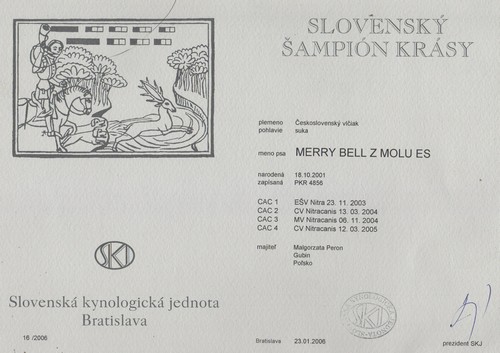 SLOVENSKÝ
ŠAMPIÓN KRÁSY
plemeno Československý vlčiak
pohlavie suka
meno psa MERRY BELL Z MOLU ES
narodená 18.10.2001
zapísaná PKR 4856
CAC 1 EŠV Nitra 23. 11. 2003
CAC 2 CV Nitracanis 13. 03. 2004
CAC 3 MV Nitracanis 06. 11. 2004
CAC 4 CV Nitracanis 12. 03. 2005
majiteľ Malgorzata Peron
Gubin
Poľsko
SKJ
Slovenská kynologická jednota
Bratislava
16 /2006
Bratislava 23.01.2006
SKJ
prezident SKJ